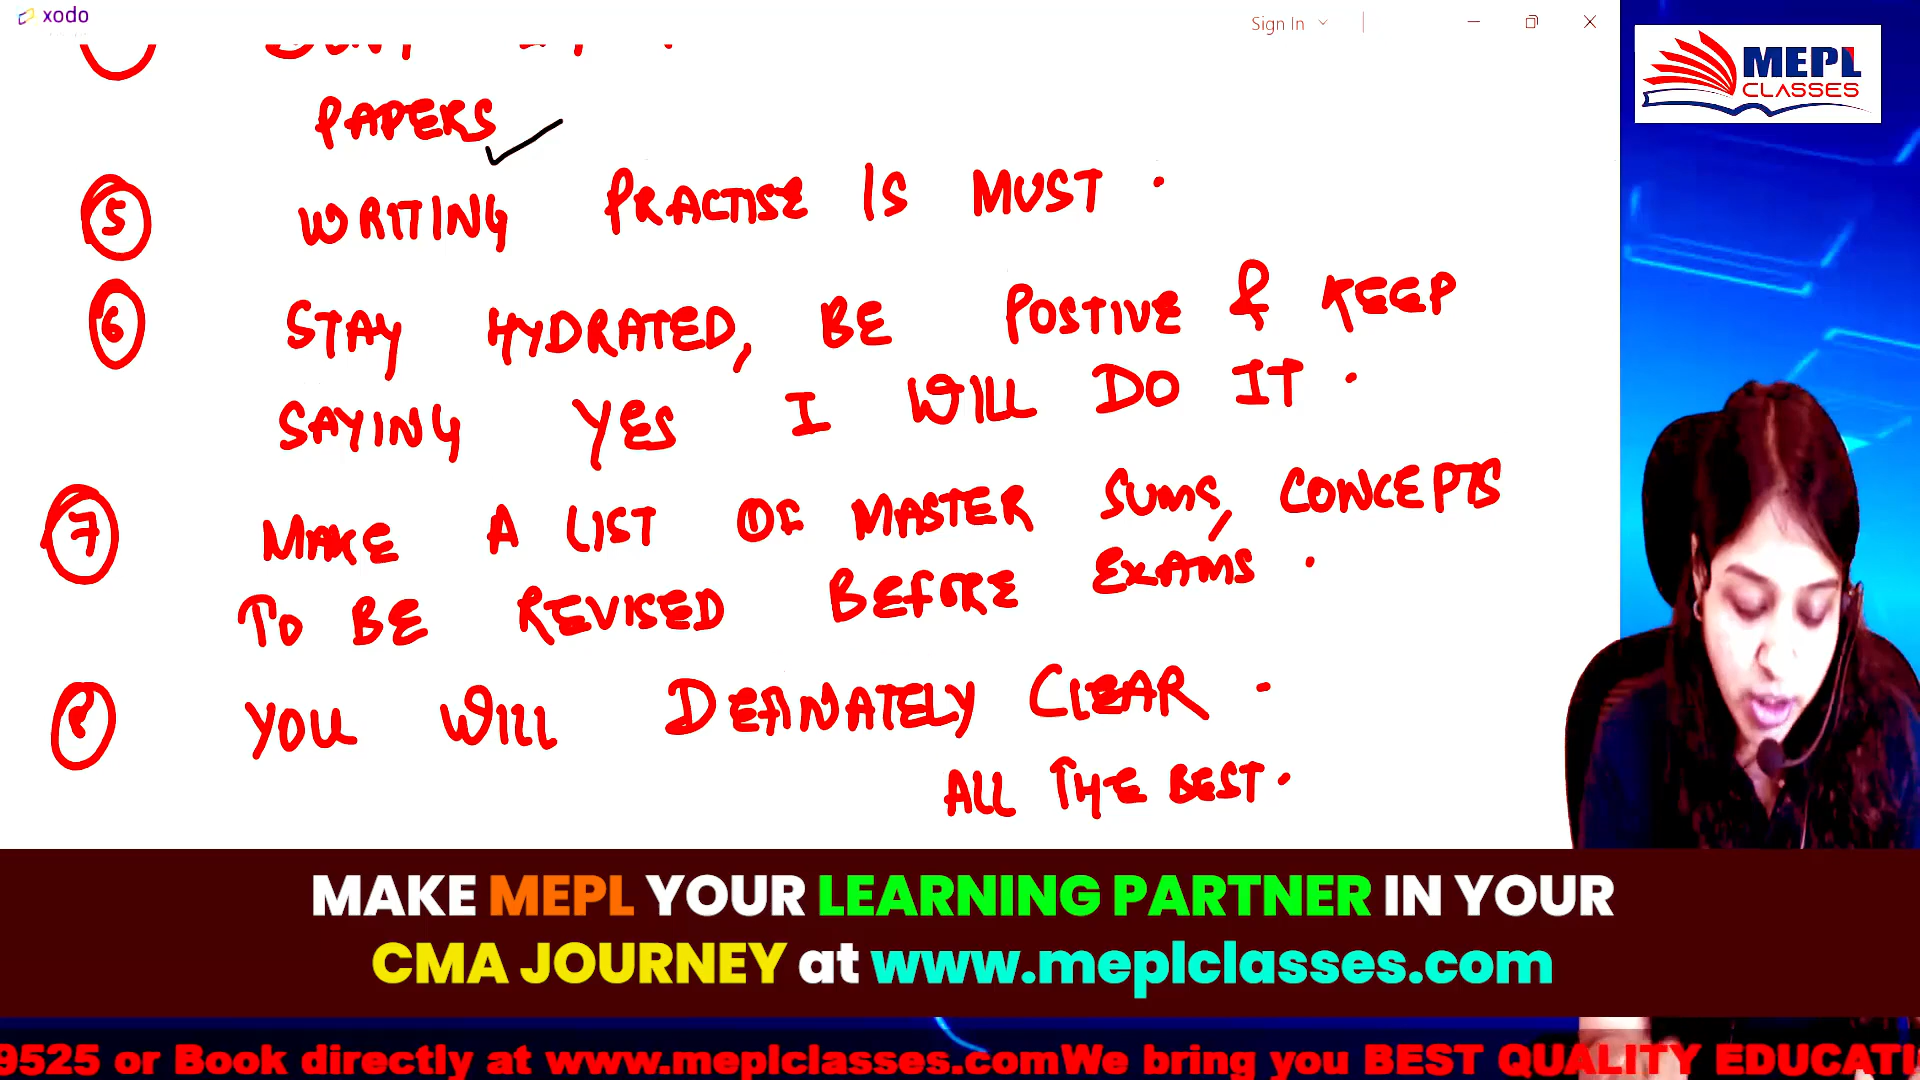 xodo
Sign In
MEPL
CLASSES
PAPERS
5 WRITING PRACTISE IS MUST.
6 STAY HYDRATED, BE POSTIVE & KEEP
SAYING YES I WILL DO IT.
7 MAKE A LIST OF MASTER SUMS, CONCEPTS
TO BE REVISED BEFORE EXAMS.
8 YOU WILL DEFINATELY CLEAR.
ALL THE BEST.
MAKE MEPL YOUR LEARNING PARTNER IN YOUR
CMA JOURNEY at www.meplclasses.com
9525 or Book directly at www.meplclasses.comWe bring you BEST QUALITY EDUCATI